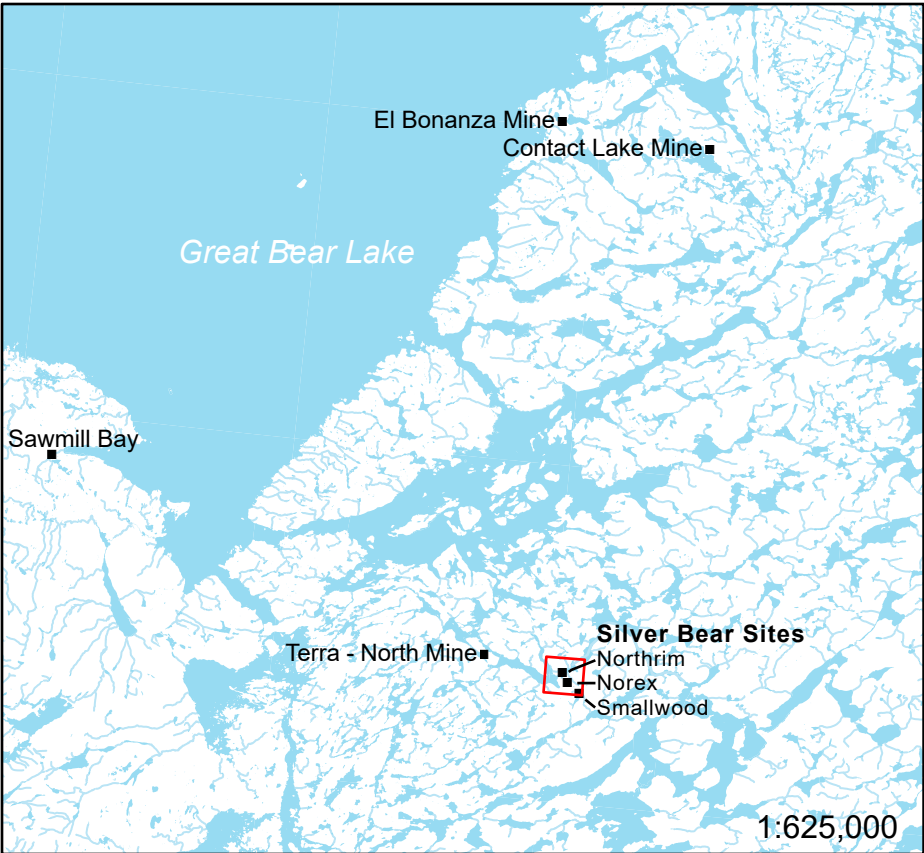 El Bonanza Mine
Contact Lake Mine
Great Bear Lake
Sawmill Bay
Silver Bear Sites
Terra - North Mine
Northrim
Norex
Smallwood
1:625,000